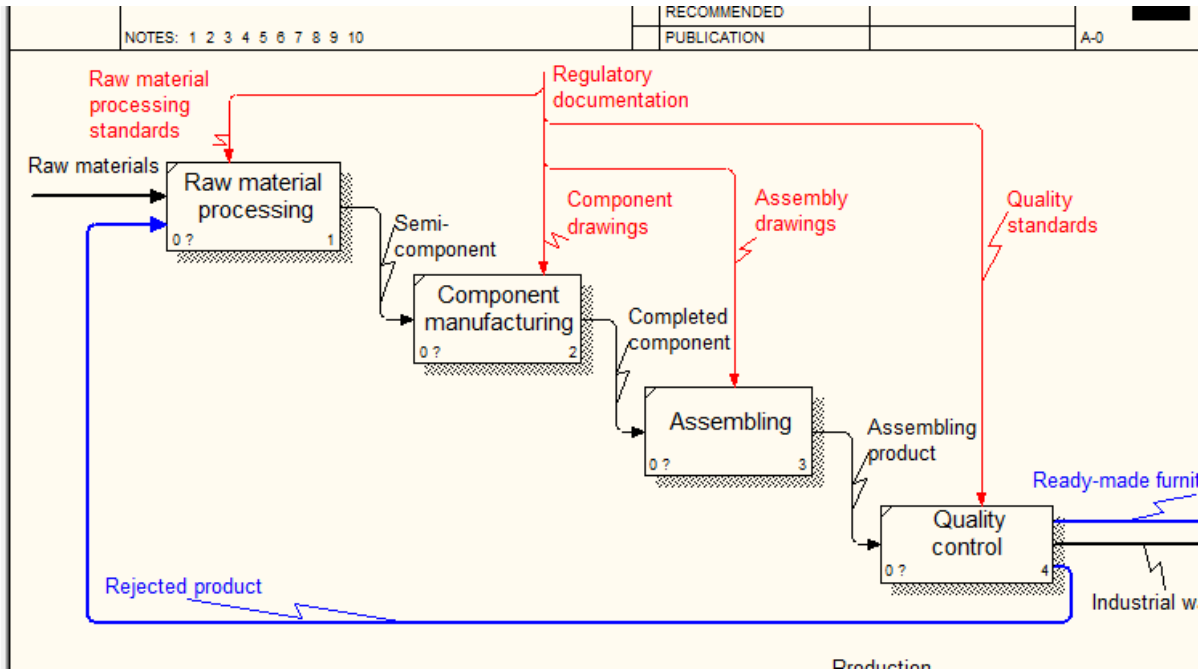 RECOMMENDED
NOTES: 1 2 3 4 5 6 7 8 9 10
PUBLICATION
A-0
Raw material
processing
standards
Regulatory
documentation
Raw materials
Raw material
processing
0 ?
1
Semi-
component
Component
drawings
Assembly
drawings
Quality
standards
Component
manufacturing
0 ?
2
Completed
component
Assembling
0 ?
3
Assembling
product
Ready-made furnit
Quality
control
0 ?
4
Rejected product
Industrial w
Production